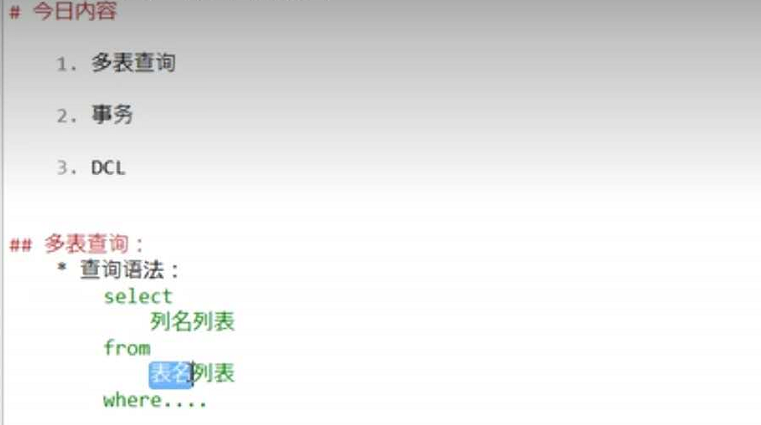 # 今日内容
1. 多表查询
2. 事务
3. DCL
## 多表查询：
* 查询语法：
select
列名列表
from
表名列表
where....